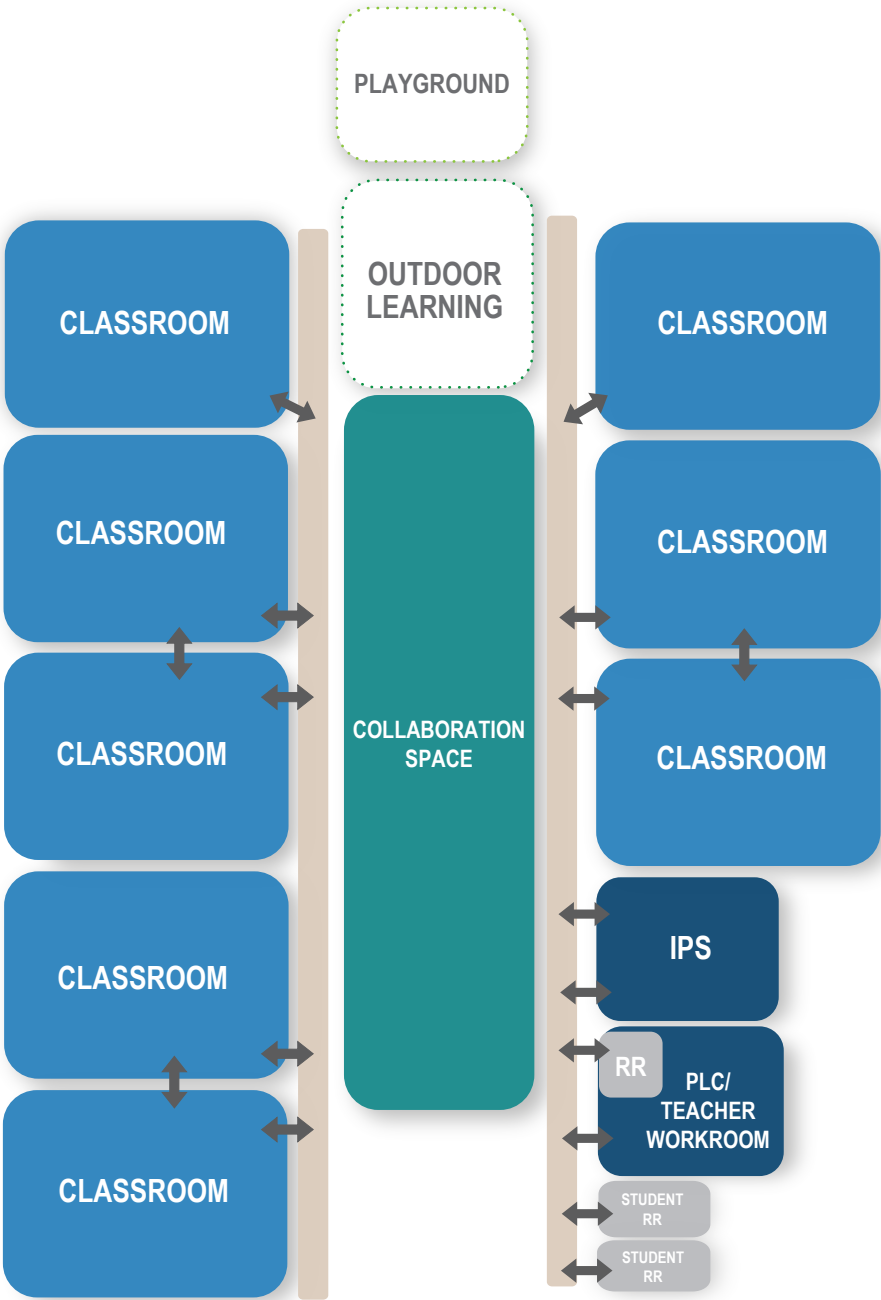 PLAYGROUND
OUTDOOR
LEARNING
CLASSROOM
CLASSROOM
CLASSROOM
CLASSROOM
CLASSROOM
COLLABORATION
SPACE
CLASSROOM
CLASSROOM
CLASSROOM
IPS
RR
PLC/
TEACHER
WORKROOM
STUDENT
RR
STUDENT
RR